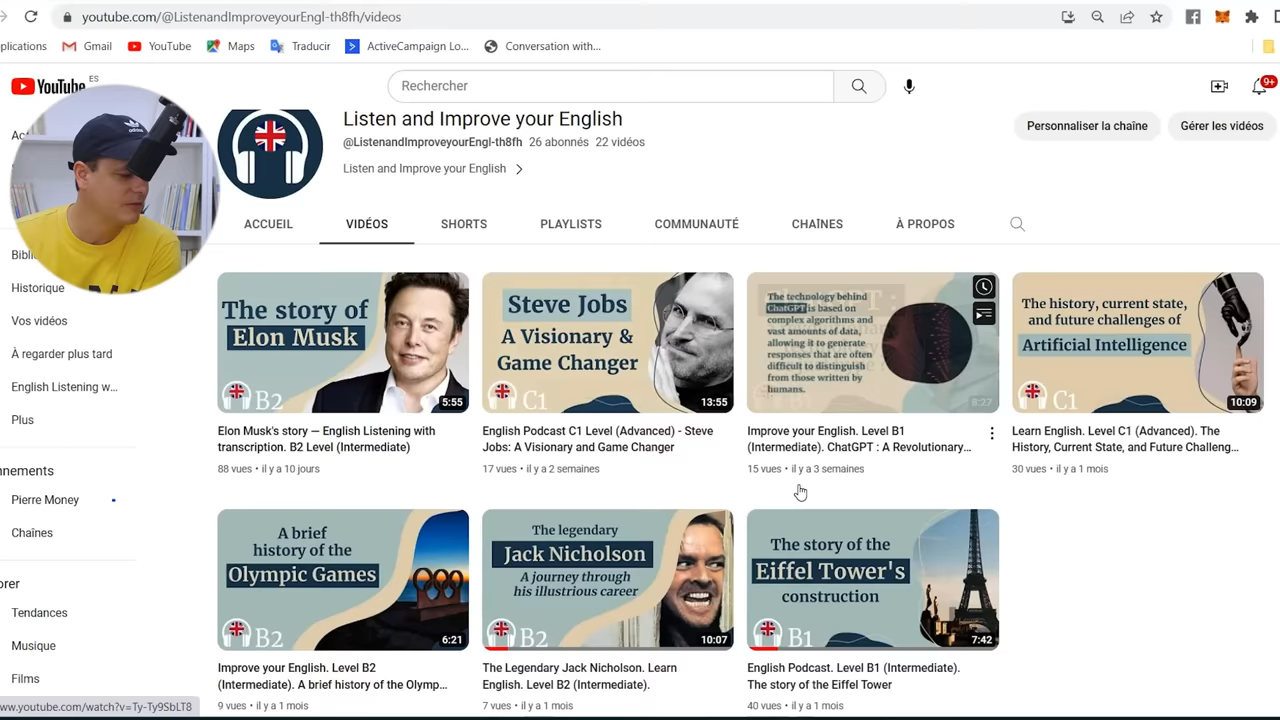 youtube.com/@ListenandImproveyourEngl-th8fh/videos
plications Gmail YouTube Maps Traducir ActiveCampaign Lo... Conversation with...
YouTube ES
Rechercher
9+
Listen and Improve your English
@ListenandImproveyourEngl-th8fh 26 abonnés 22 vidéos
Listen and Improve your English
Personnaliser la chaîne
Gérer les vidéos
ACCUEIL VIDÉOS SHORTS PLAYLISTS COMMUNAUTÉ CHAÎNES À PROPOS
Historique
Vos vidéos
À regarder plus tard
English Listening w...
Plus
nnements
Pierre Money
Chaînes
orer
Tendances
Musique
Films
ww.youtube.com/watch?v=Ty-Ty9SbLT8
The story of
Elon Musk
B2
5:55
Elon Musk's story — English Listening with
transcription. B2 Level (Intermediate)
88 vues • il y a 10 jours
Steve Jobs
A Visionary &
Game Changer
C1
13:55
English Podcast C1 Level (Advanced) - Steve
Jobs: A Visionary and Game Changer
17 vues • il y a 2 semaines
The technology behind
ChatGPT is based on
complex algorithms and
vast amounts of data,
allowing it to generate
responses that are often
difficult to distinguish
from those written by
humans.
8:27
Improve your English. Level B1
(Intermediate). ChatGPT : A Revolutionary...
15 vues • il y a 3 semaines
The history, current state,
and future challenges of
Artificial Intelligence
C1
10:09
Learn English. Level C1 (Advanced). The
History, Current State, and Future Challeng...
30 vues • il y a 1 mois
A brief
history of the
Olympic Games
B2
6:21
Improve your English. Level B2
(Intermediate). A brief history of the Olymp...
9 vues • il y a 1 mois
The legendary
Jack Nicholson
A journey through
his illustrious career
B2
10:07
The Legendary Jack Nicholson. Learn
English. Level B2 (Intermediate).
7 vues • il y a 1 mois
The story of the
Eiffel Tower's
construction
B1
7:42
English Podcast. Level B1 (Intermediate).
The story of the Eiffel Tower
40 vues • il y a 1 mois